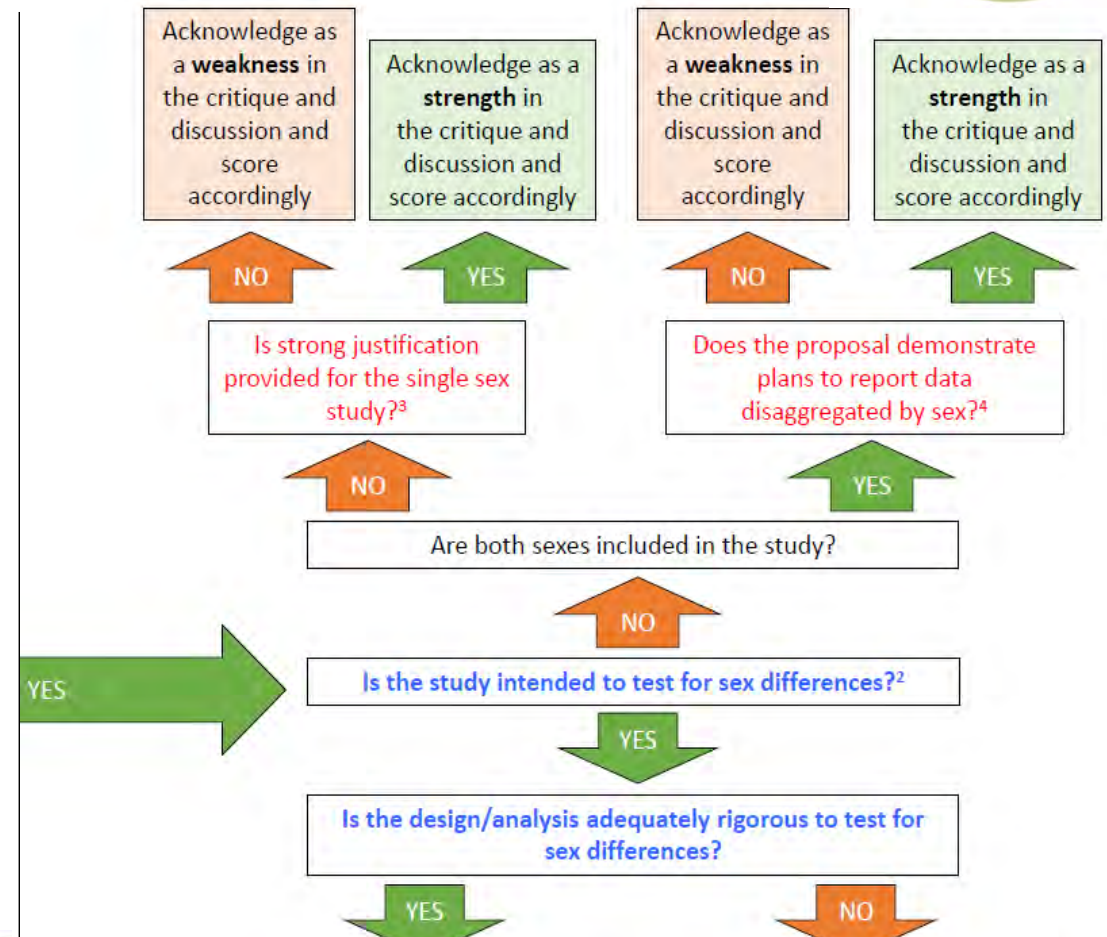 Acknowledge as
a weakness in
the critique and
discussion and
score
accordingly
Acknowledge as a
strength in
the critique and
discussion and
score accordingly
Acknowledge as
a weakness in
the critique and
discussion and
score
accordingly
Acknowledge as a
strength in
the critique and
discussion and
score accordingly
NO
YES
NO
YES
Is strong justification
provided for the single sex
study?³
Does the proposal demonstrate
plans to report data
disaggregated by sex?⁴
NO
YES
Are both sexes included in the study?
NO
YES
Is the study intended to test for sex differences?²
YES
Is the design/analysis adequately rigorous to test for
sex differences?
YES
NO